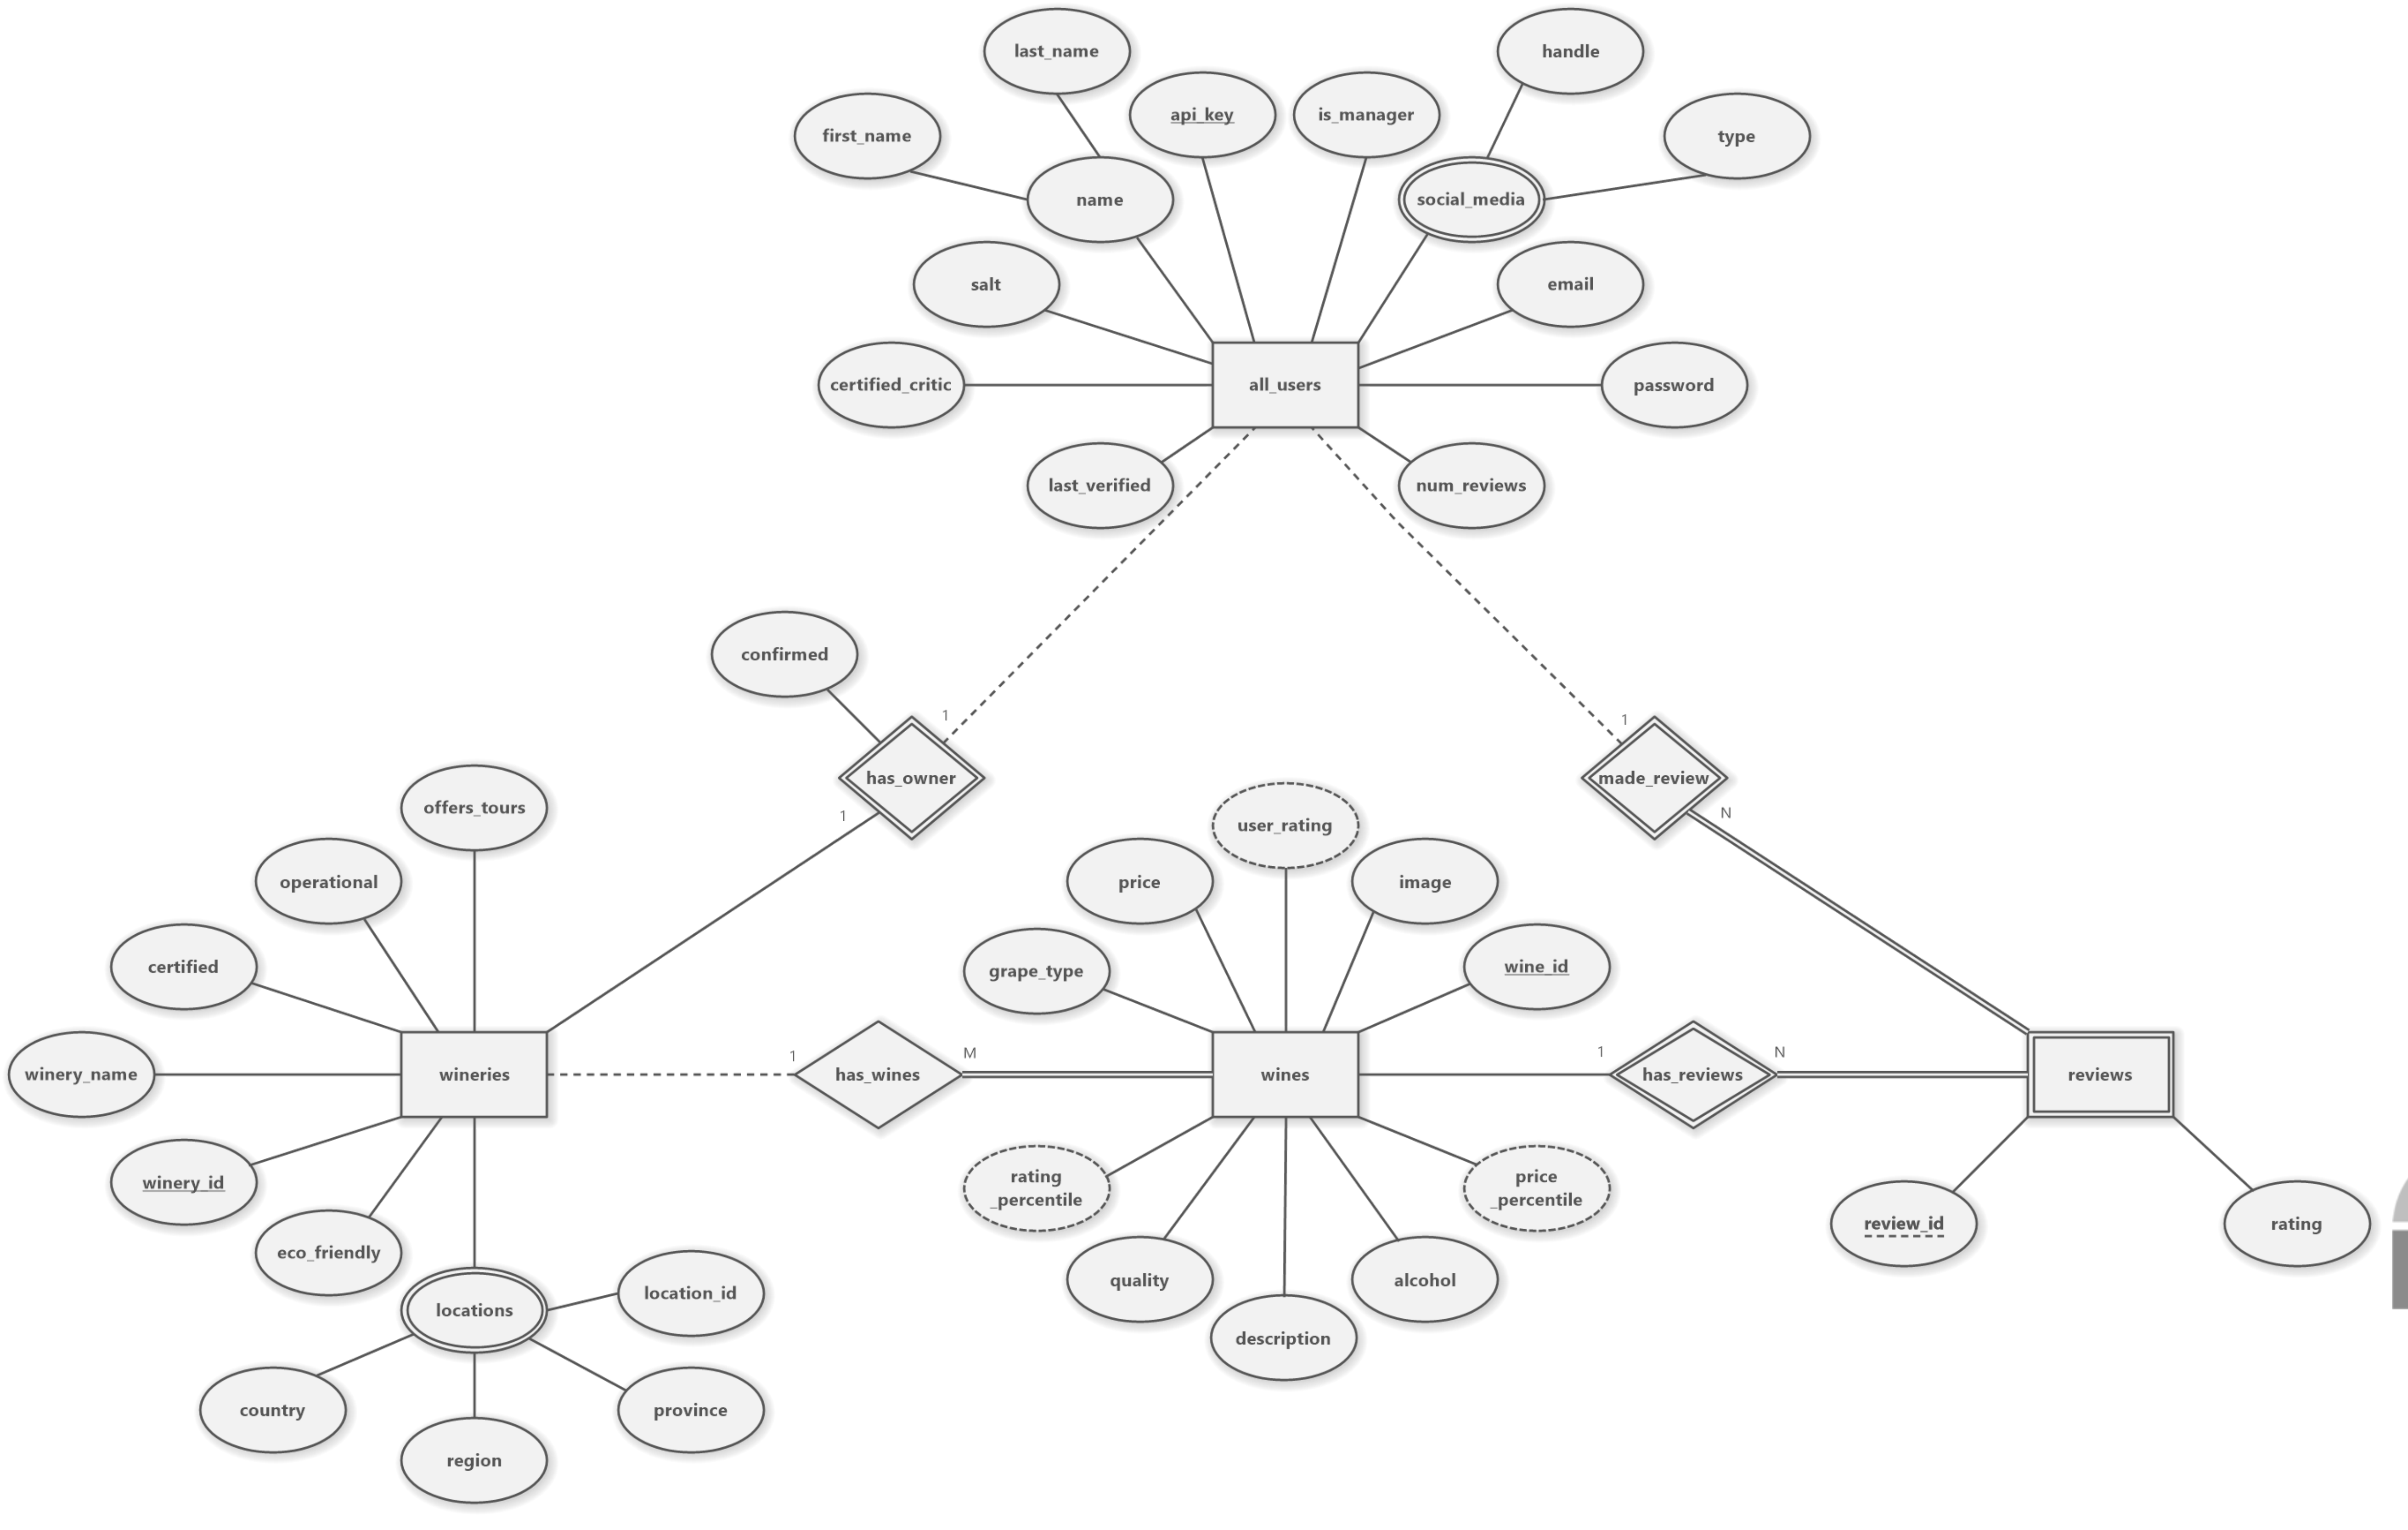 last_name
handle
api_key
is_manager
first_name
type
name
social_media
salt
email
certified_critic
all_users
password
last_verified
num_reviews
confirmed
1
1
has_owner
made_review
1
N
offers_tours
user_rating
operational
price
image
certified
grape_type
wine_id
winery_name
wineries
1
has_wines
M
wines
1
has_reviews
N
reviews
winery_id
rating
_percentile
price
_percentile
eco_friendly
quality
alcohol
review_id
rating
locations
location_id
description
country
province
region